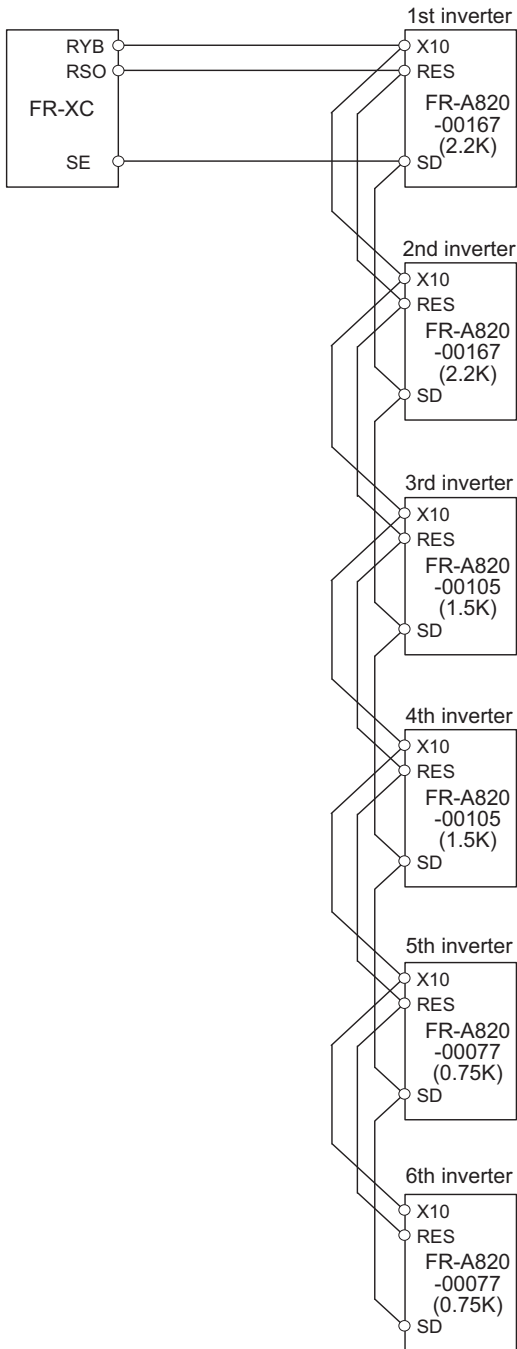 1st inverter
RYB
X10
RSO
RES
FR-XC
FR-A820
-00167
(2.2K)
SE
SD
2nd inverter
X10
RES
FR-A820
-00167
(2.2K)
SD
3rd inverter
X10
RES
FR-A820
-00105
(1.5K)
SD
4th inverter
X10
RES
FR-A820
-00105
(1.5K)
SD
5th inverter
X10
RES
FR-A820
-00077
(0.75K)
SD
6th inverter
X10
RES
FR-A820
-00077
(0.75K)
SD